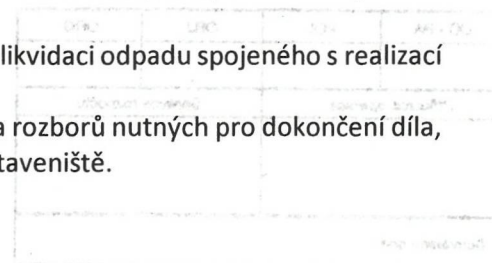 likvidaci odpadu spojeného s realizací
a rozborů nutných pro dokončení díla,
taveniště.